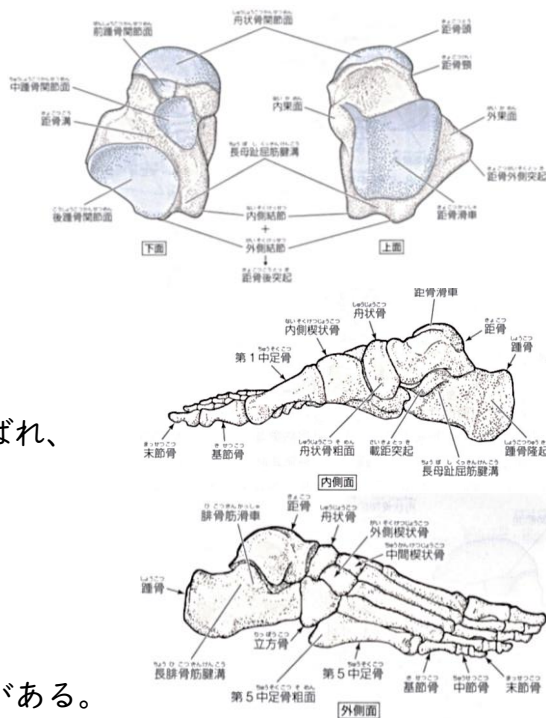 舟状骨関節面
前踵骨関節面
中踵骨関節面
距骨溝
後踵骨関節面
長母趾屈筋腱溝
内側結節
+
外側結節
↓
距骨後突起
下面
距骨頭
距骨頸
内果面
外果面
距骨外側突起
距骨滑車
上面
距骨滑車
舟状骨
内側楔状骨
第1中足骨
距骨
踵骨
末節骨
基節骨
舟状骨粗面
載距突起
長母趾屈筋腱溝
踵骨隆起
内側面
ばれ、
距骨
腓骨筋滑車
舟状骨
外側楔状骨
中間楔状骨
踵骨
長腓骨筋腱溝
立方骨
第5中足骨粗面
第5中足骨
基節骨
中節骨
末節骨
外側面
がある。